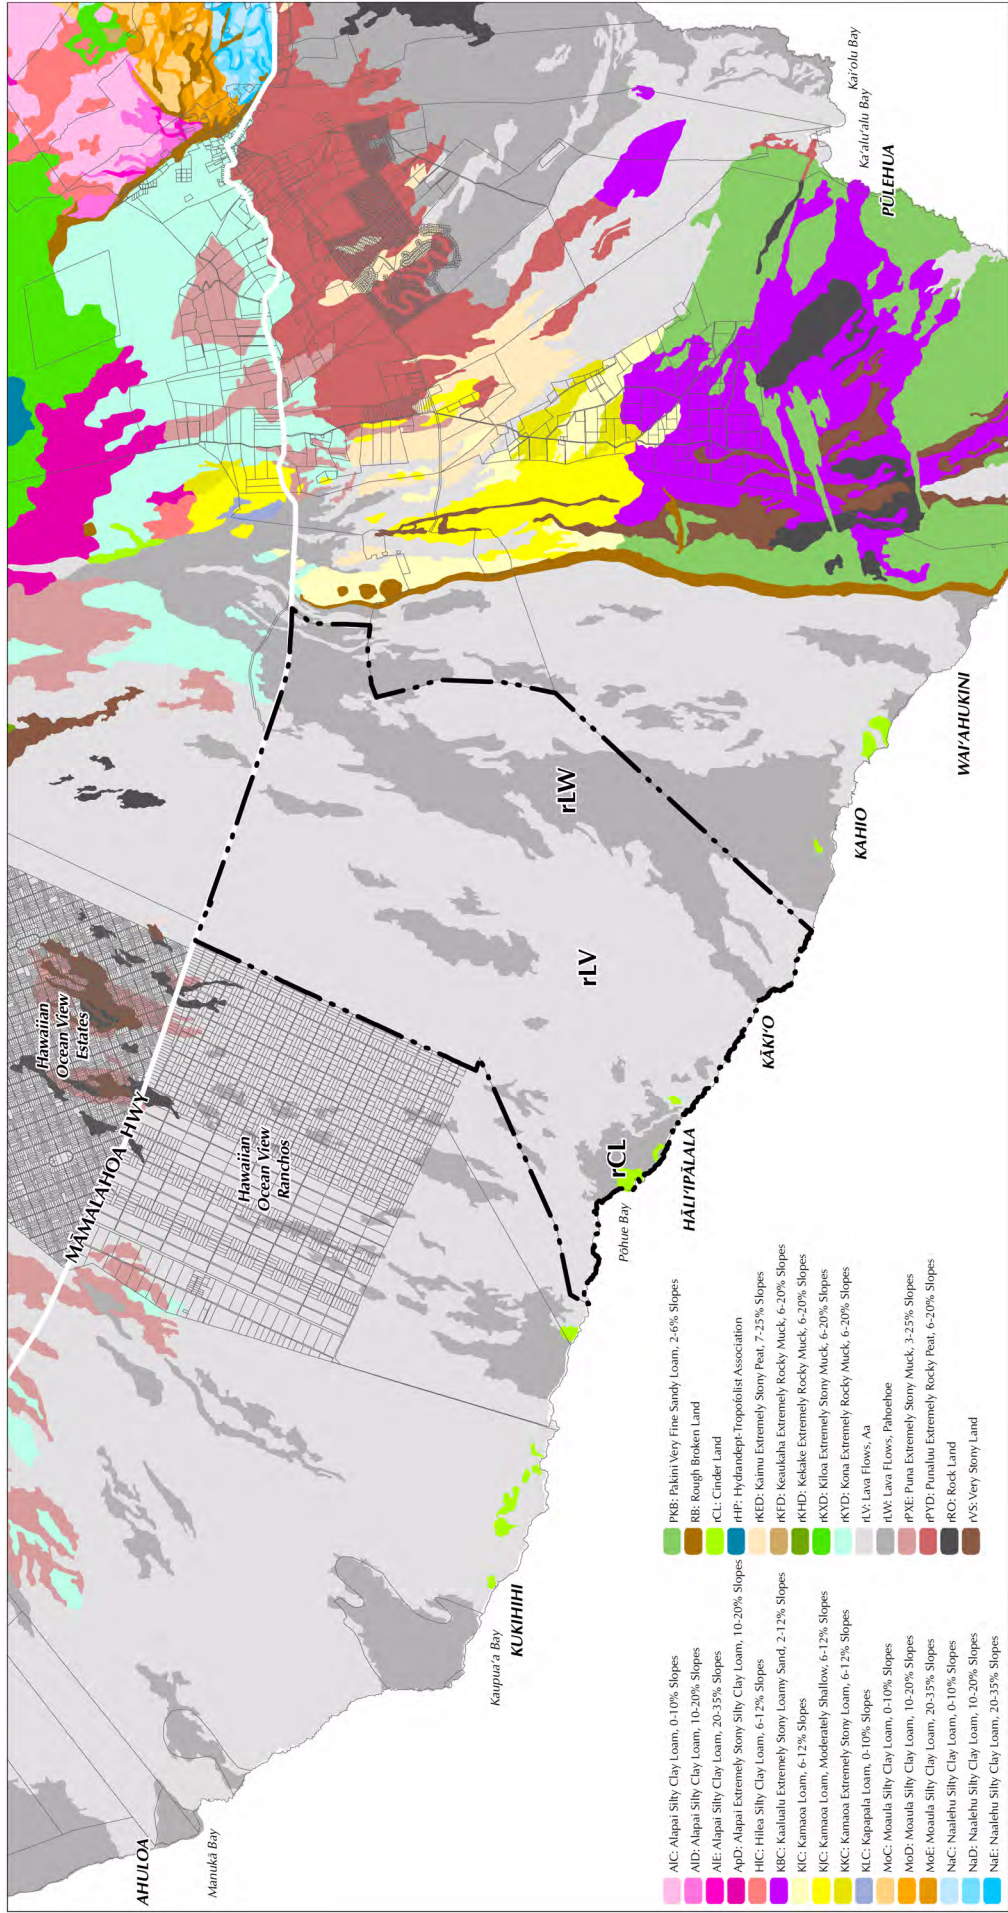 Hawaiian
Ocean View
Estates
MĀMALAHOA HWY
Hawaiian
Ocean View
Ranchos
rLW
rLV
rCL
AHULOA
Manukā Bay
Kaupua'a Bay
KUKIHIHI
Pōhue Bay
HĀLI'IPĀLALA
KĀKI'O
KAHIO
WAI'AHUKINI
PŪLEHUA
Ka'alu'alu Bay
Kai'olu Bay
AlC: Alapai Silty Clay Loam, 0-10% Slopes
AlD: Alapai Silty Clay Loam, 10-20% Slopes
AlE: Alapai Silty Clay Loam, 20-35% Slopes
ApD: Alapai Extremely Stony Silty Clay Loam, 10-20% Slopes
HlC: Hilea Silty Clay Loam, 6-12% Slopes
KBC: Kaalualu Extremely Stony Loamy Sand, 2-12% Slopes
KIC: Kamaoa Loam, 6-12% Slopes
KJC: Kamaoa Loam, Moderately Shallow, 6-12% Slopes
KKC: Kamaoa Extremely Stony Loam, 6-12% Slopes
KLC: Kapapala Loam, 0-10% Slopes
MoC: Moaula Silty Clay Loam, 0-10% Slopes
MoD: Moaula Silty Clay Loam, 10-20% Slopes
MoE: Moaula Silty Clay Loam, 20-35% Slopes
NaC: Naalehu Silty Clay Loam, 0-10% Slopes
NaD: Naalehu Silty Clay Loam, 10-20% Slopes
NaE: Naalehu Silty Clay Loam, 20-35% Slopes
PKB: Pakini Very Fine Sandy Loam, 2-6% Slopes
RB: Rough Broken Land
rCL: Cinder Land
rHP: Hydrandept-Tropofolist Association
rKED: Kaimu Extremely Stony Peat, 7-25% Slopes
rKFD: Keaukaha Extremely Rocky Muck, 6-20% Slopes
rKHD: Kekake Extremely Rocky Muck, 6-20% Slopes
rKXD: Kiloa Extremely Stony Muck, 6-20% Slopes
rKYD: Kona Extremely Rocky Muck, 6-20% Slopes
rLV: Lava Flows, Aa
rLW: Lava FLows, Pahoehoe
rPXE: Puna Extremely Stony Muck, 3-25% Slopes
rPYD: Punaluu Extremely Rocky Peat, 6-20% Slopes
rRO: Rock Land
rVS: Very Stony Land